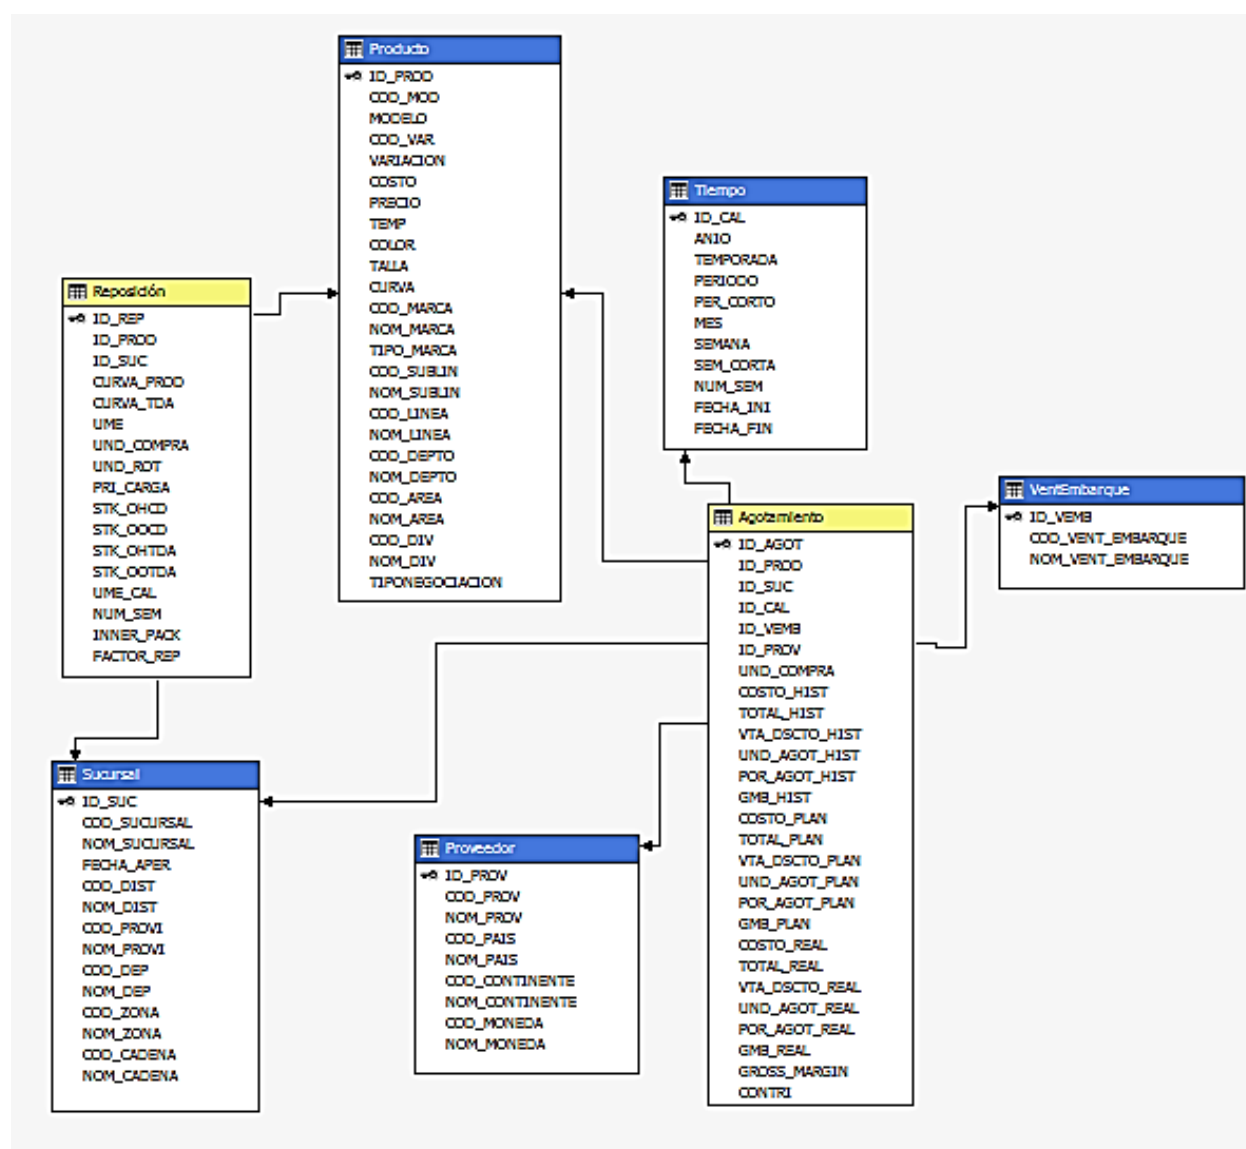 Producto
ID_PROD
COD_MOD
MODELO
COD_VAR
VARIACION
COSTO
PRECIO
TEMP
COLOR
TALLA
CURVA
COD_MARCA
NOM_MARCA
TIPO_MARCA
COD_SUBLIN
NOM_SUBLIN
COD_LINEA
NOM_LINEA
COD_DEPTO
NOM_DEPTO
COD_AREA
NOM_AREA
COD_DIV
NOM_DIV
TIPONEGOCIACION
Tiempo
ID_CAL
ANIO
TEMPORADA
PERIODO
PER_CORTO
MES
SEMANA
SEM_CORTA
NUM_SEM
FECHA_INI
FECHA_FIN
Reposición
ID_REP
ID_PROD
ID_SUC
CURVA_PROD
CURVA_TDA
UME
UND_COMPRA
UND_ROT
PRI_CARGA
STK_OHCD
STK_OOCD
STK_OHTDA
STK_OOTDA
UME_CAL
NUM_SEM
INNER_PACK
FACTOR_REP
VentEmbarque
ID_VEMB
COD_VENT_EMBARQUE
NOM_VENT_EMBARQUE
Agotamiento
ID_AGOT
ID_PROD
ID_SUC
ID_CAL
ID_VEMB
ID_PROV
UND_COMPRA
COSTO_HIST
TOTAL_HIST
VTA_DSCTO_HIST
UND_AGOT_HIST
POR_AGOT_HIST
GMB_HIST
COSTO_PLAN
TOTAL_PLAN
VTA_DSCTO_PLAN
UND_AGOT_PLAN
POR_AGOT_PLAN
GMB_PLAN
COSTO_REAL
TOTAL_REAL
VTA_DSCTO_REAL
UND_AGOT_REAL
POR_AGOT_REAL
GMB_REAL
GROSS_MARGIN
CONTRI
Sucursal
ID_SUC
COD_SUCURSAL
NOM_SUCURSAL
FECHA_APER
COD_DIST
NOM_DIST
COD_PROVI
NOM_PROVI
COD_DEP
NOM_DEP
COD_ZONA
NOM_ZONA
COD_CADENA
NOM_CADENA
Proveedor
ID_PROV
COD_PROV
NOM_PROV
COD_PAIS
NOM_PAIS
COD_CONTINENTE
NOM_CONTINENTE
COD_MONEDA
NOM_MONEDA